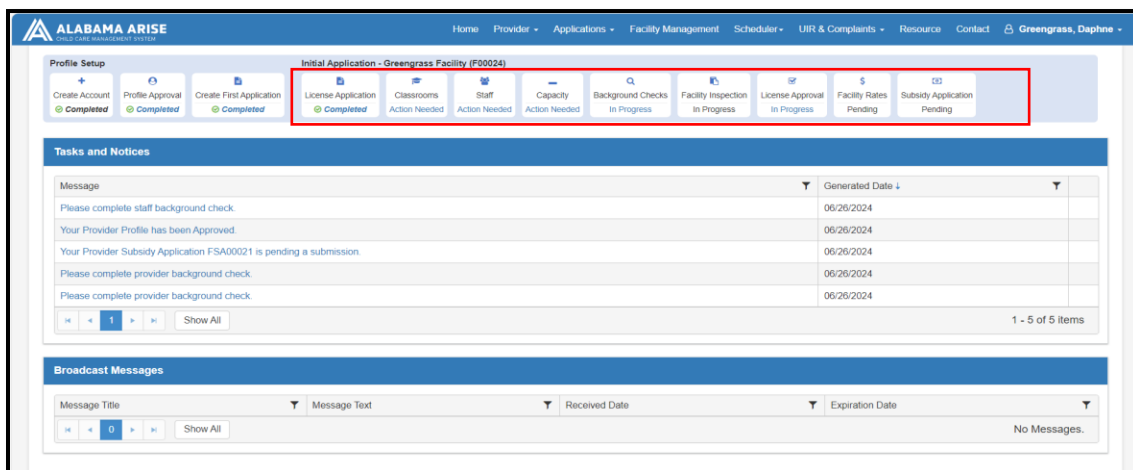 ALABAMA ARISE
CHILD CARE MANAGEMENT SYSTEM
Home Provider Applications Facility Management Scheduler UIR & Complaints Resource Contact Greengrass, Daphne
Profile Setup Initial Application - Greengrass Facility (F00024)
Create Account Profile Approval Create First Application License Application Classrooms Staff Capacity Background Checks Facility Inspection License Approval Facility Rates Subsidy Application
Completed Completed Completed Completed Action Needed Action Needed Action Needed In Progress In Progress In Progress Pending Pending
Tasks and Notices
Message Generated Date ↓
Please complete staff background check. 06/26/2024
Your Provider Profile has been Approved. 06/26/2024
Your Provider Subsidy Application FSA00021 is pending a submission. 06/26/2024
Please complete provider background check. 06/26/2024
Please complete provider background check. 06/26/2024
1 Show All 1 - 5 of 5 items
Broadcast Messages
Message Title Message Text Received Date Expiration Date
0 Show All No Messages.